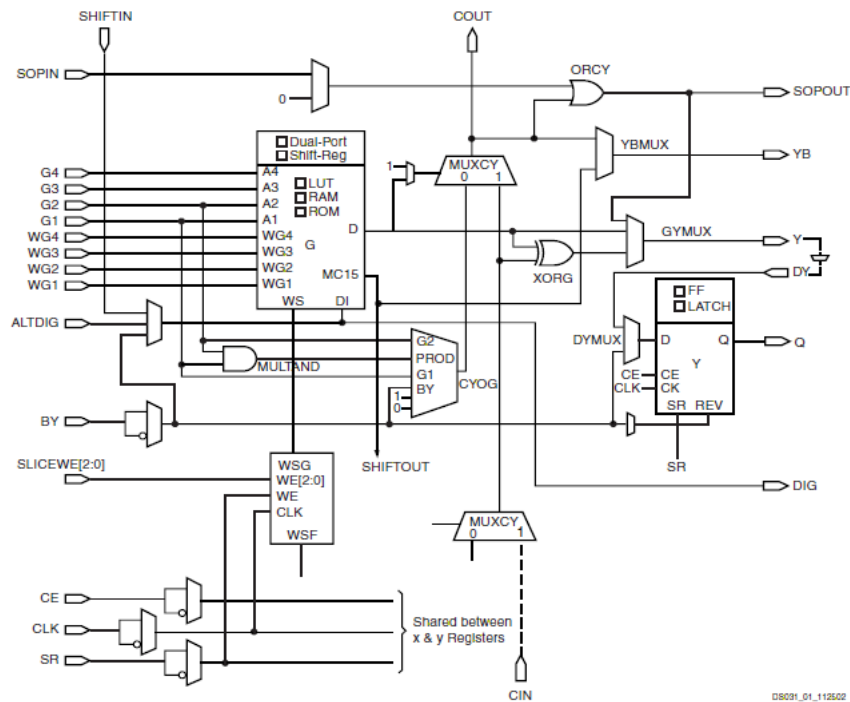 SHIFTIN
COUT
SOPIN
0
ORCY
SOPOUT
Dual-Port
Shift-Reg
YBMUX
YB
1
MUXCY
0 1
G4
G3
G2
G1
WG4
WG3
WG2
WG1
A4
A3
A2
A1
WG4
WG3
WG2
WG1
LUT
RAM
ROM
G
D
MC15
WS
DI
GYMUX
Y
XORG
DY
FF
LATCH
DYMUX
D
Q
Q
Y
CE
CLK
CE
CK
SR REV
SR
ALTDIG
MULTAND
G2
PROD
G1
BY
1
0
CYOG
BY
SHIFTOUT
DIG
SLICEWE[2:0]
WSG
WE[2:0]
WE
CLK
WSF
MUXCY
0 1
CE
CLK
SR
Shared between
x & y Registers
CIN
DS031_01_112502